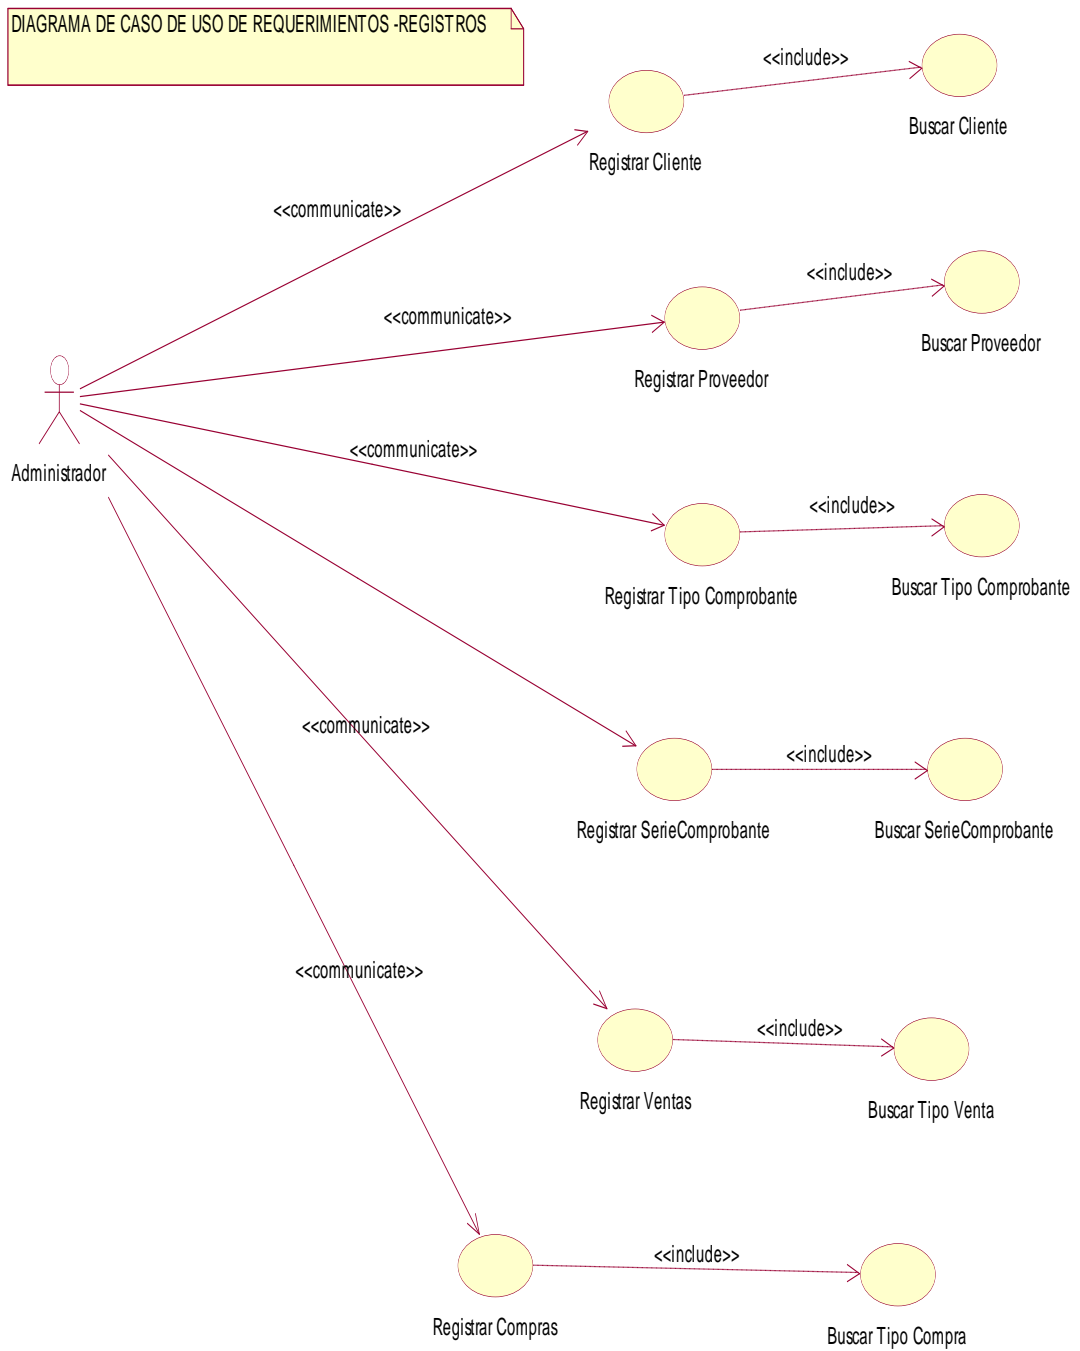 DIAGRAMA DE CASO DE USO DE REQUERIMIENTOS -REGISTROS
<<include>>
Buscar Cliente
Registrar Cliente
<<communicate>>
<<include>>
<<communicate>>
Buscar Proveedor
Registrar Proveedor
<<communicate>>
Administrador
<<include>>
Buscar Tipo Comprobante
Registrar Tipo Comprobante
<<communicate>>
<<include>>
Registrar SerieComprobante
Buscar SerieComprobante
<<communicate>>
<<include>>
Registrar Ventas
Buscar Tipo Venta
<<include>>
Registrar Compras
Buscar Tipo Compra